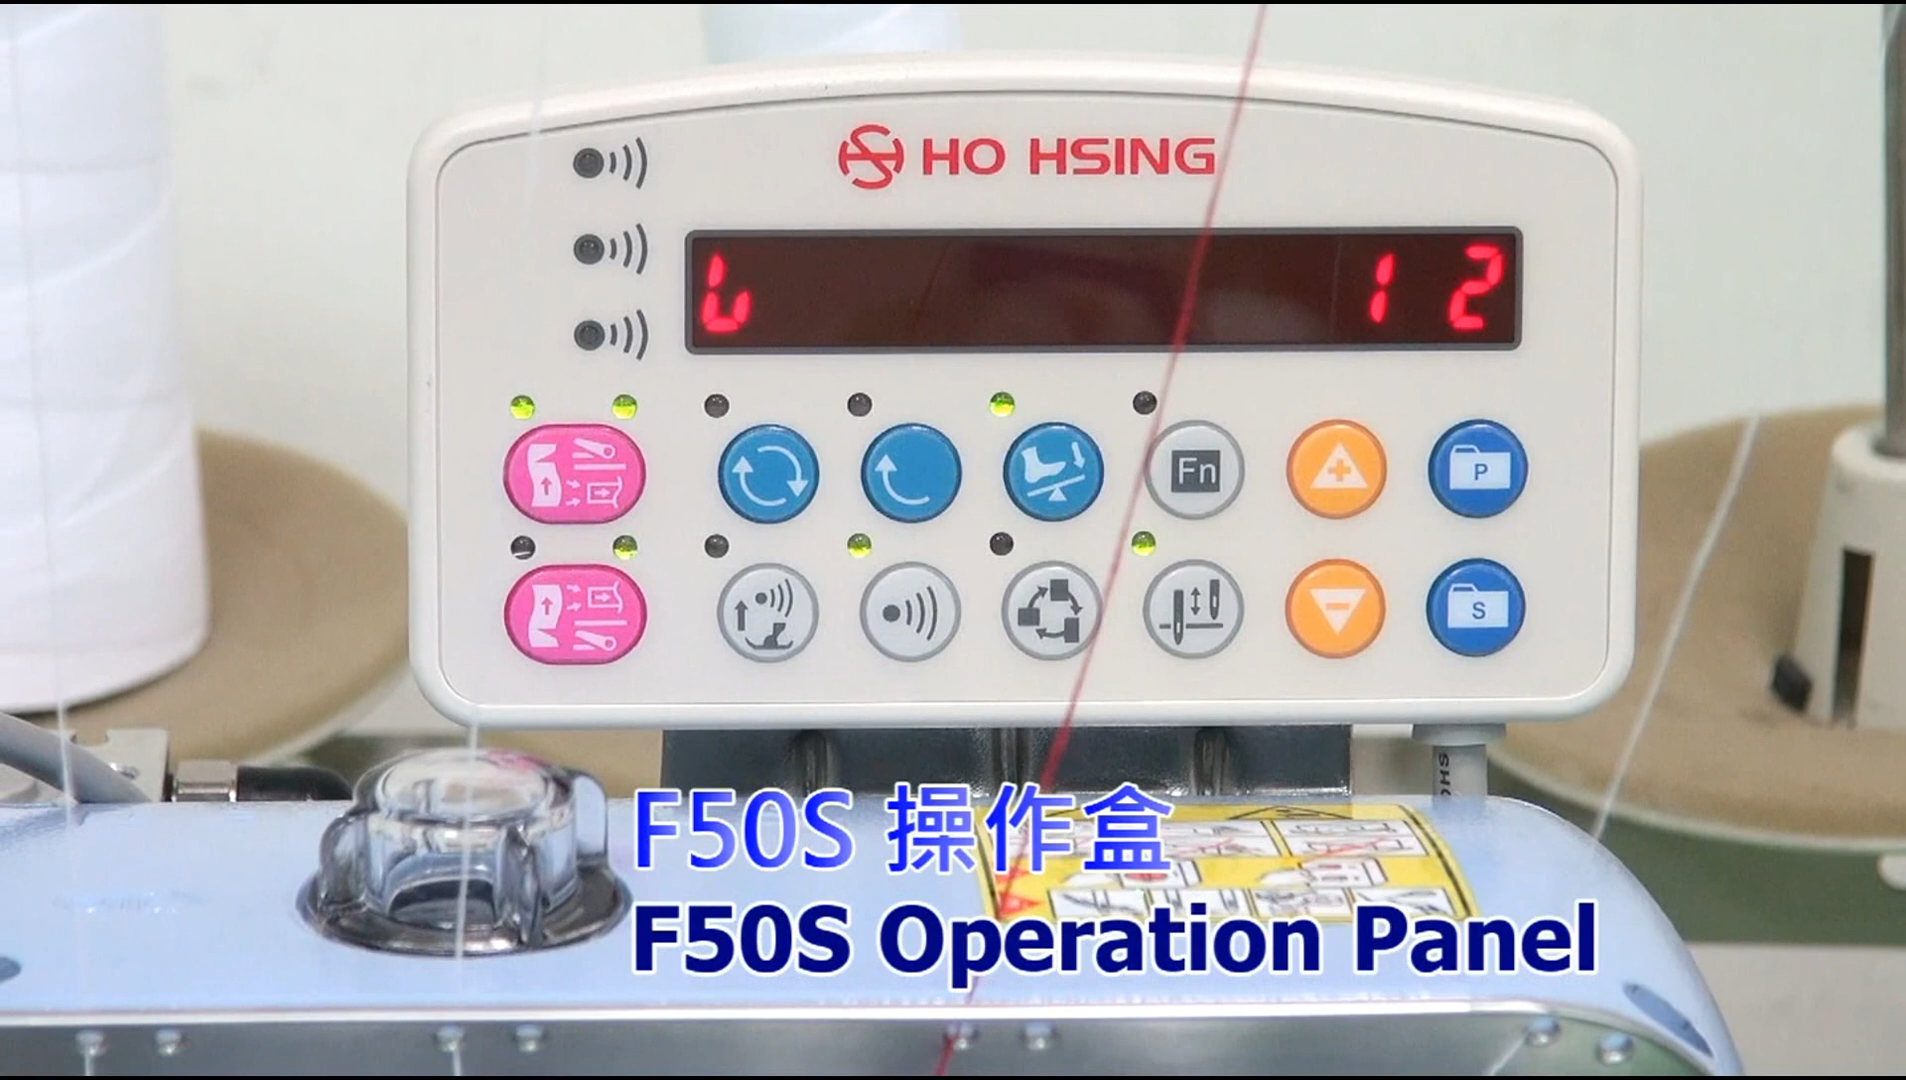 HO HSING
L 12
Fn
P
S
F50S 操作盒
F50S Operation Panel